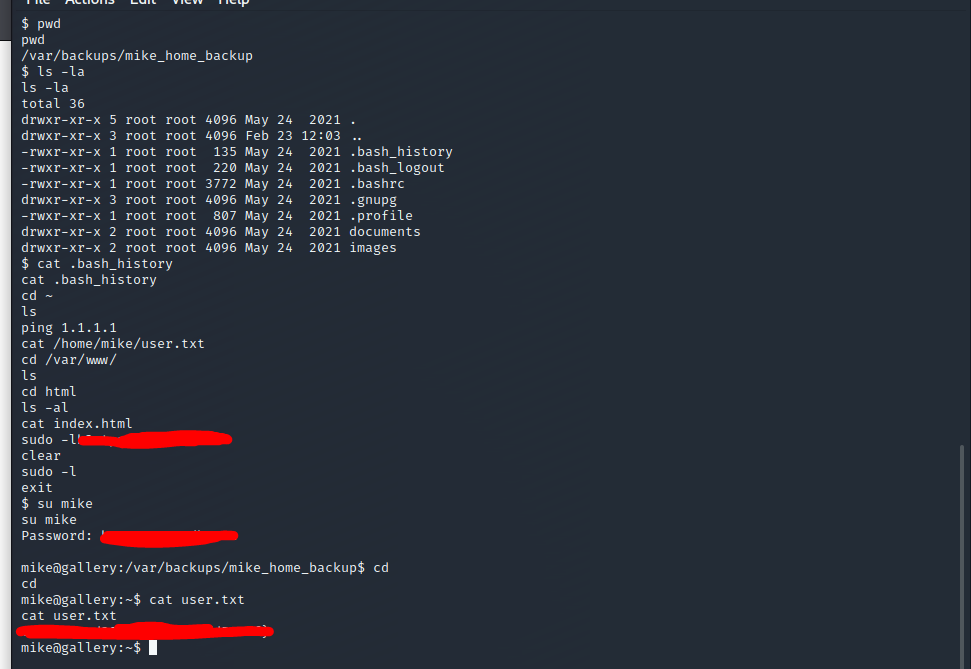 File Actions Edit View Help
$ pwd
pwd
/var/backups/mike_home_backup
$ ls -la
ls -la
total 36
drwxr-xr-x 5 root root 4096 May 24  2021 .
drwxr-xr-x 3 root root 4096 Feb 23 12:03 ..
-rwxr-xr-x 1 root root  135 May 24  2021 .bash_history
-rwxr-xr-x 1 root root  220 May 24  2021 .bash_logout
-rwxr-xr-x 1 root root 3772 May 24  2021 .bashrc
drwxr-xr-x 3 root root 4096 May 24  2021 .gnupg
-rwxr-xr-x 1 root root  807 May 24  2021 .profile
drwxr-xr-x 2 root root 4096 May 24  2021 documents
drwxr-xr-x 2 root root 4096 May 24  2021 images
$ cat .bash_history
cat .bash_history
cd ~
ls
ping 1.1.1.1
cat /home/mike/user.txt
cd /var/www/
ls
cd html
ls -al
cat index.html
sudo -l
clear
sudo -l
exit
$ su mike
su mike
Password:
mike@gallery:/var/backups/mike_home_backup$ cd
cd
mike@gallery:~$ cat user.txt
cat user.txt
mike@gallery:~$